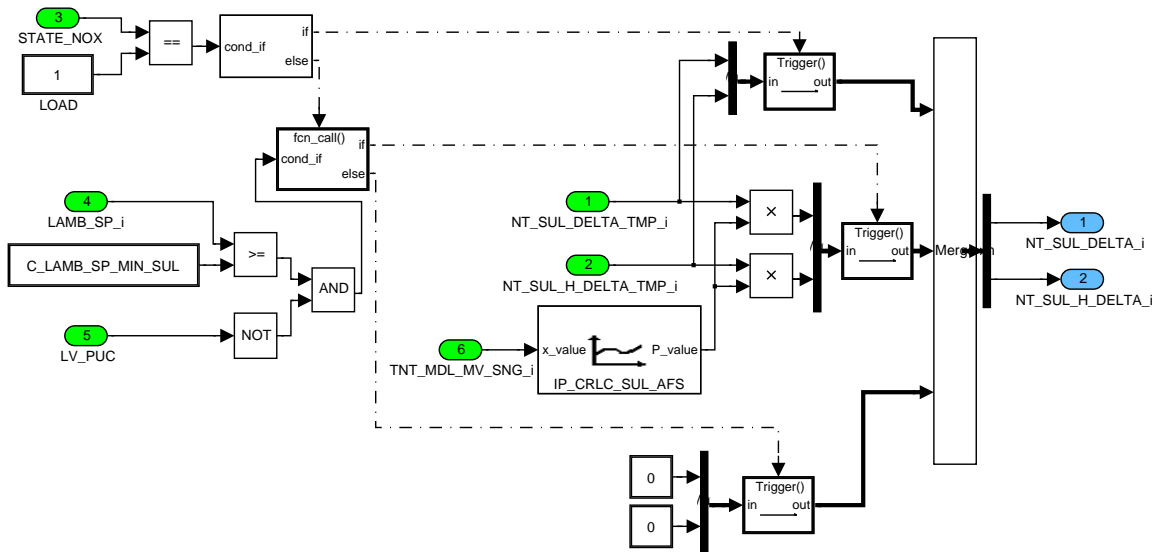 3
STATE_NOX
1
LOAD
==
cond_if
if
else
fcn_call()
cond_if
if
else
4
LAMB_SP_i
C_LAMB_SP_MIN_SUL
>=
AND
5
LV_PUC
NOT
1
NT_SUL_DELTA_TMP_i
2
NT_SUL_H_DELTA_TMP_i
6
TNT_MDL_MV_SNG_i
x_value
P_value
IP_CRLC_SUL_AFS
×
×
Trigger()
in
out
Trigger()
in
out
0
0
Trigger()
in
out
1
NT_SUL_DELTA_i
2
NT_SUL_H_DELTA_i